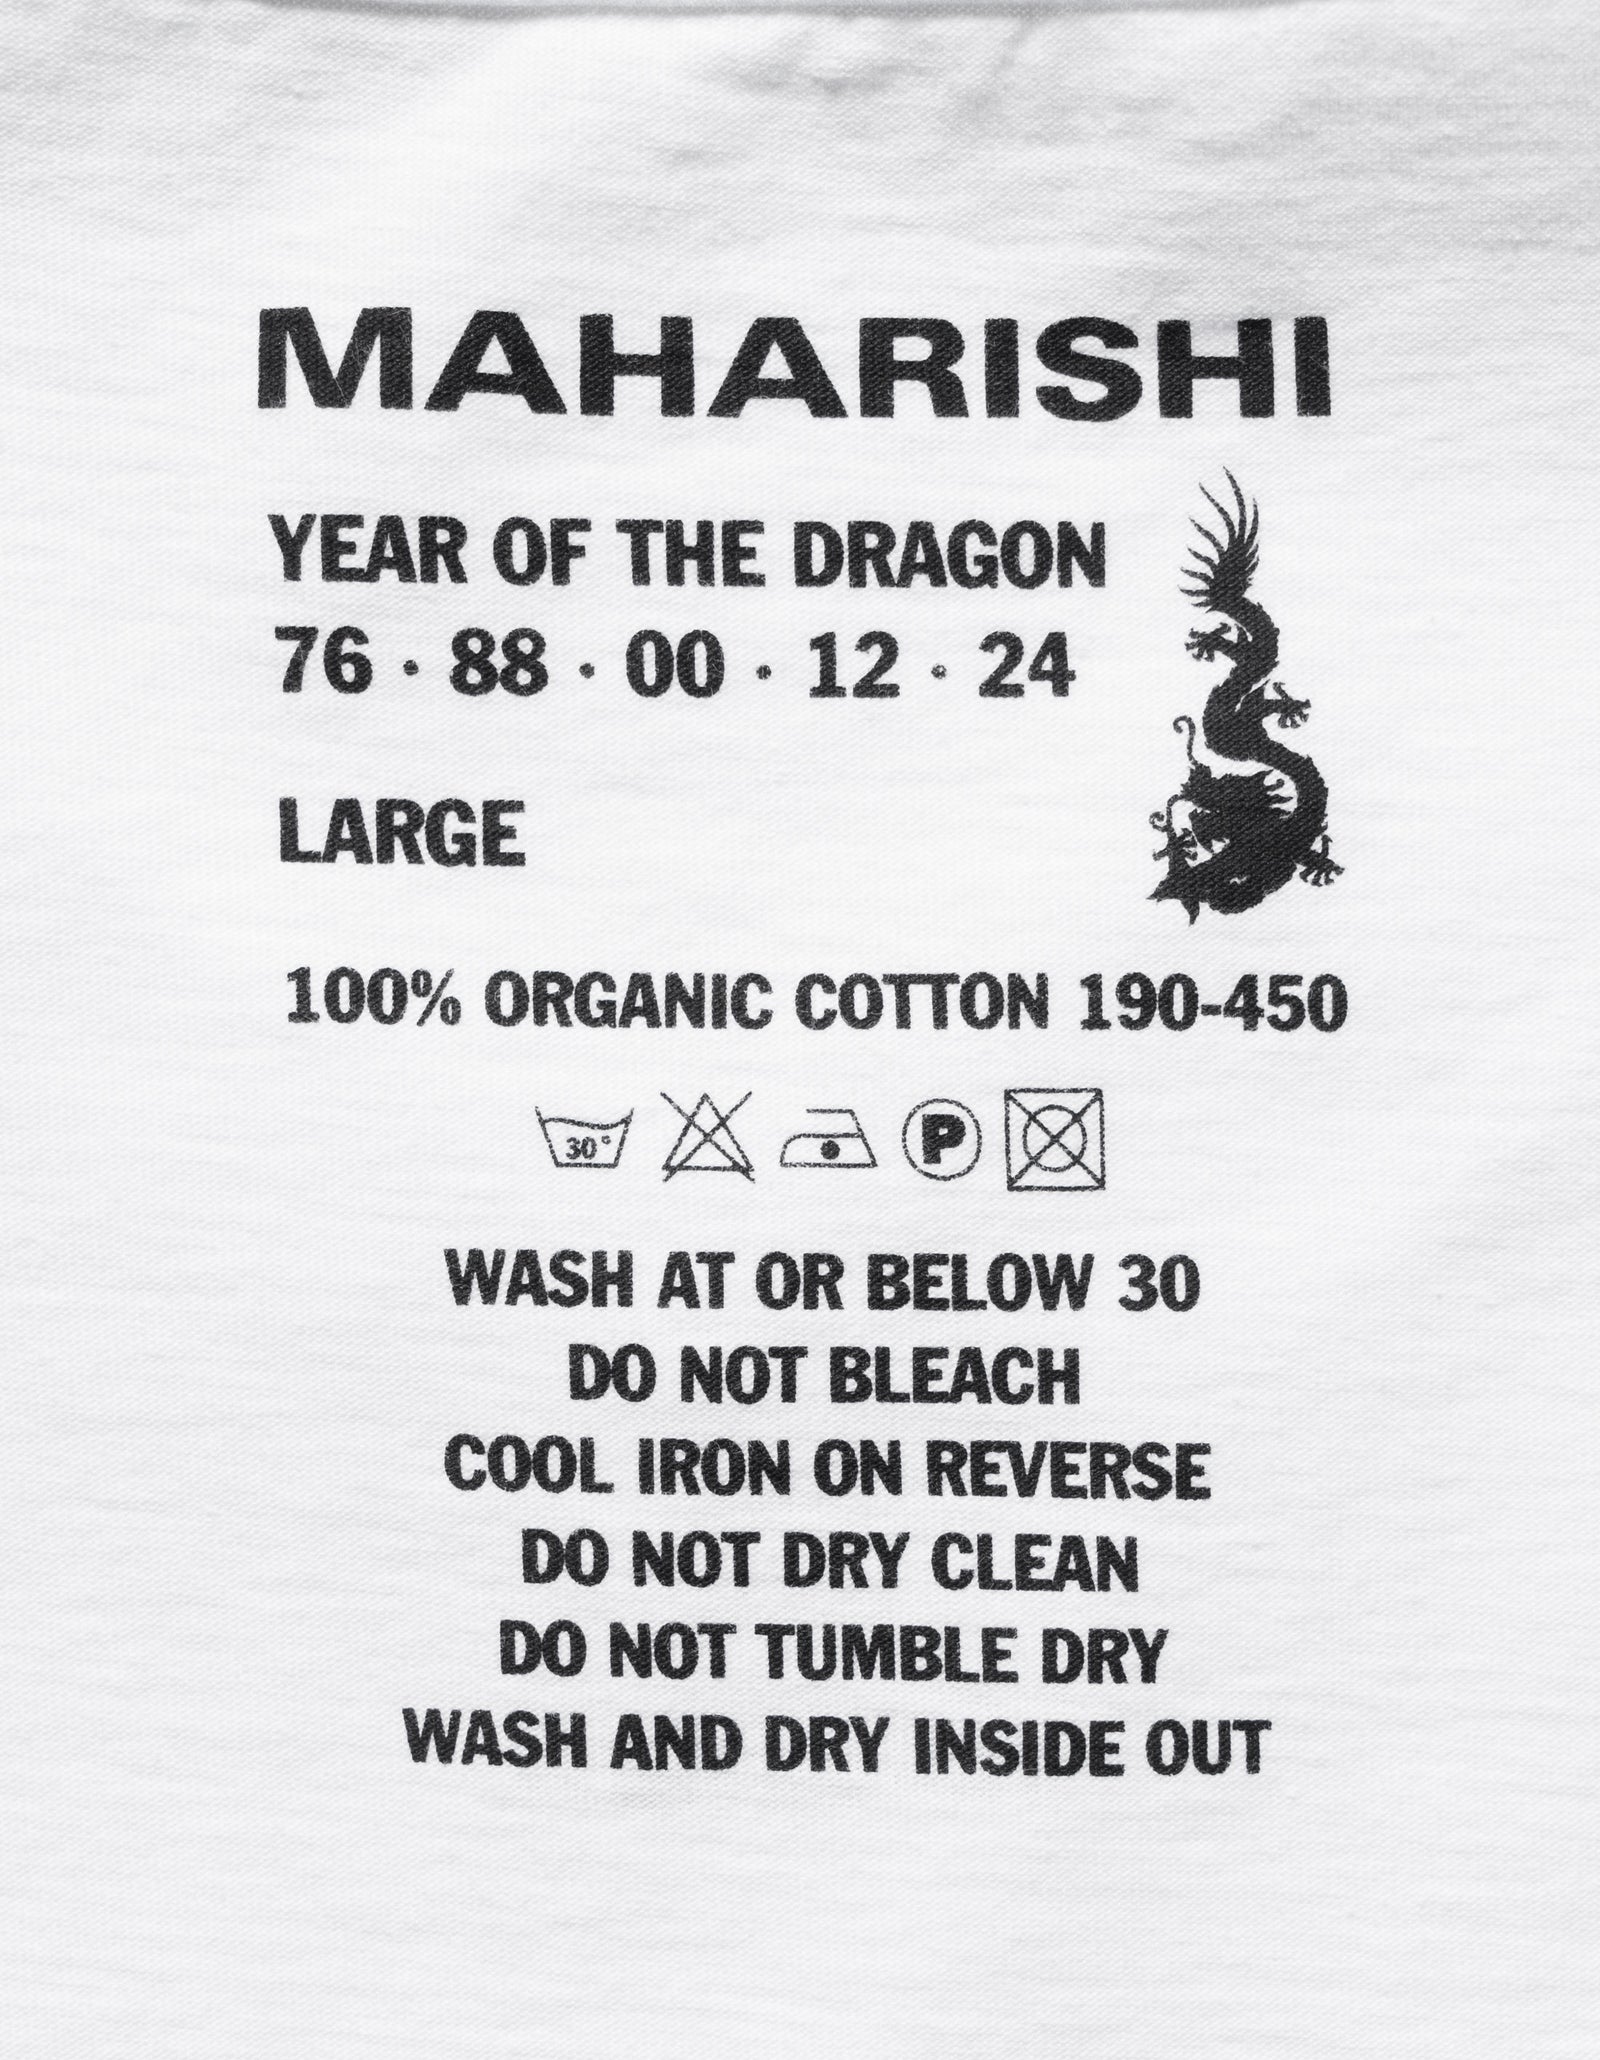 MAHARISHI
YEAR OF THE DRAGON
76 · 88 · 00 · 12 · 24
LARGE
100% ORGANIC COTTON 190-450
30° P
WASH AT OR BELOW 30
DO NOT BLEACH
COOL IRON ON REVERSE
DO NOT DRY CLEAN
DO NOT TUMBLE DRY
WASH AND DRY INSIDE OUT